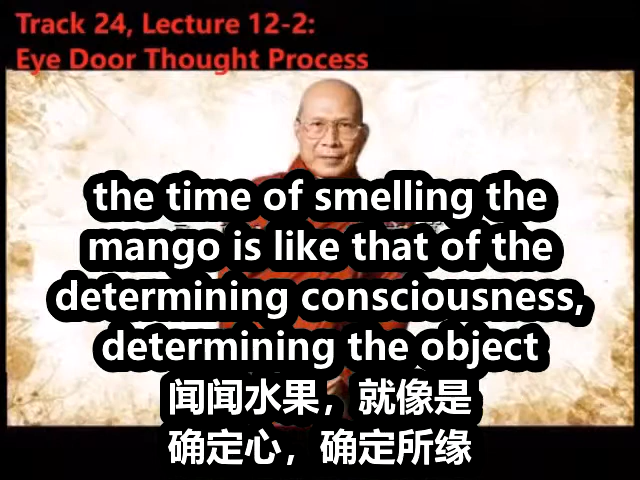 Track 24, Lecture 12-2:
Eye Door Thought Process
the time of smelling the
mango is like that of the
determining consciousness,
determining the object
闻闻水果，就像是
确定心，确定所缘